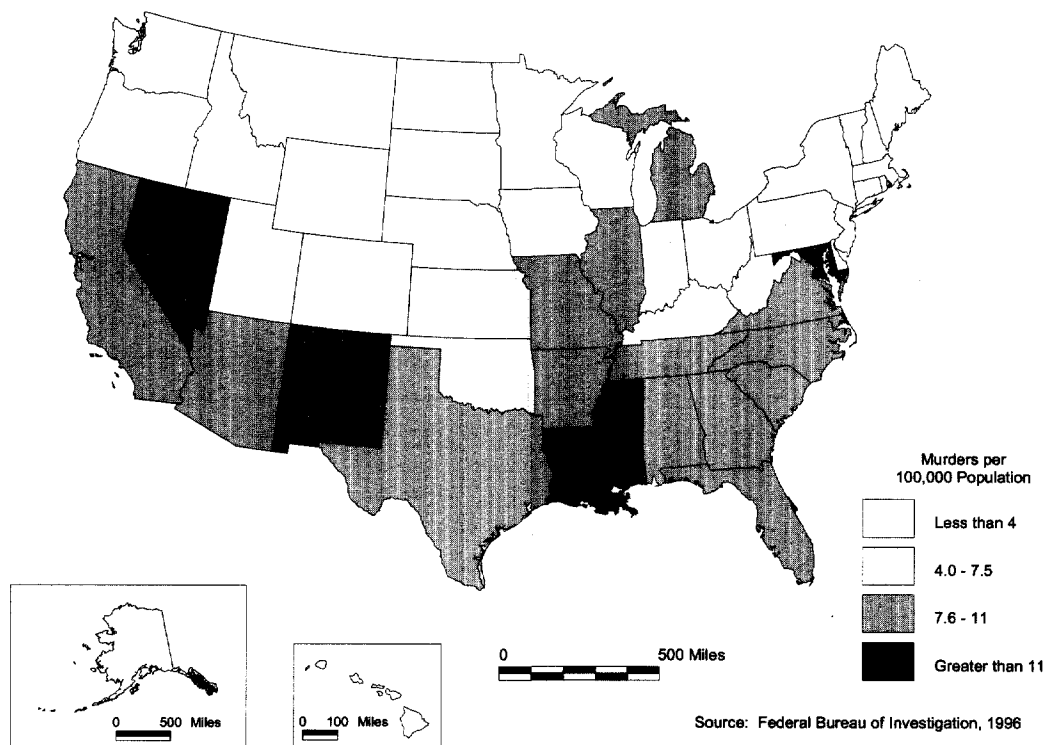 Murders per
100,000 Population
Less than 4
4.0 - 7.5
7.6 - 11
Greater than 11
0 500 Miles
0 500 Miles
0 100 Miles
Source: Federal Bureau of Investigation, 1996